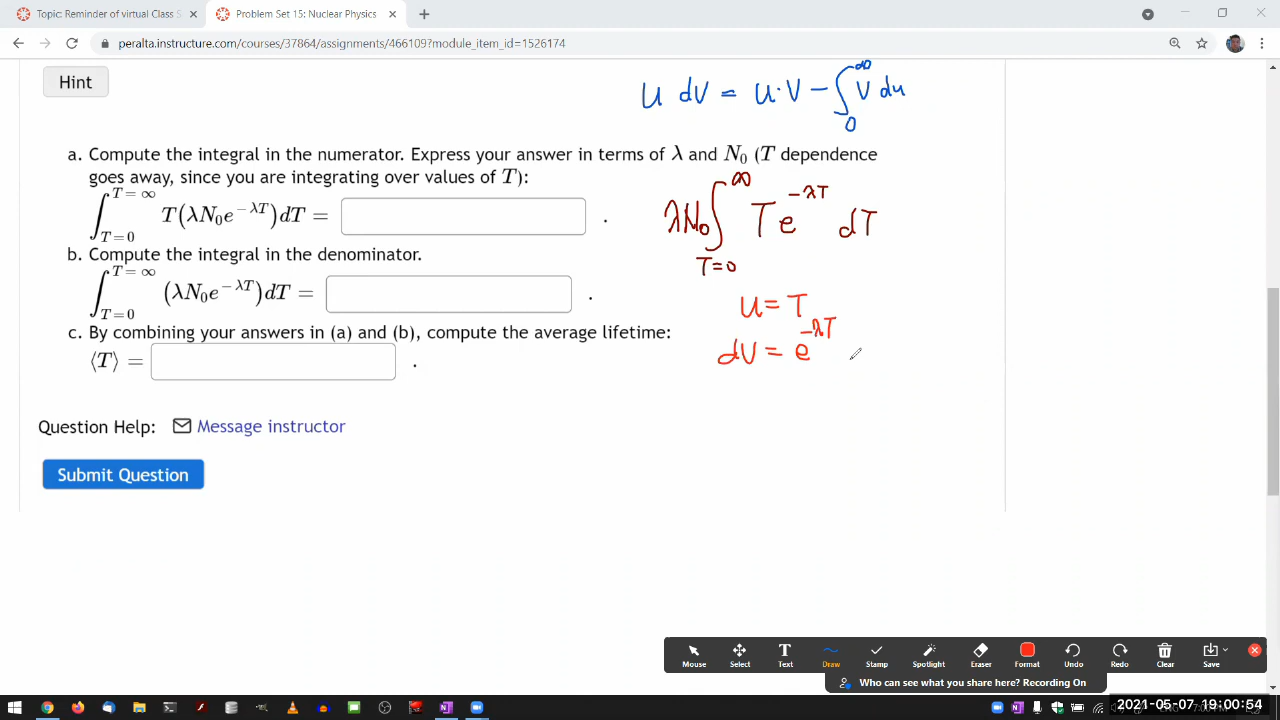 Topic: Reminder of virtual Class S
Problem Set 15: Nuclear Physics
peralta.instructure.com/courses/37864/assignments/466109?module_item_id=1526174
Hint
u dV = u·V − ∫₀^∞ V du
a. Compute the integral in the numerator. Express your answer in terms of λ and N₀ (T dependence
goes away, since you are integrating over values of T):
∫_{T=0}^{T=∞} T(λN₀e^{−λT})dT = .
λN₀ ∫_{T=0}^{∞} T e^{−λT} dT
b. Compute the integral in the denominator.
∫_{T=0}^{T=∞} (λN₀e^{−λT})dT = .
u = T
dV = e^{−λT}
c. By combining your answers in (a) and (b), compute the average lifetime:
⟨T⟩ = .
Question Help: Message instructor
Submit Question
Mouse Select Text Draw Stamp Spotlight Eraser Format Undo Redo Clear Save
Who can see what you share here? Recording On
2021-05-07 19:00:54